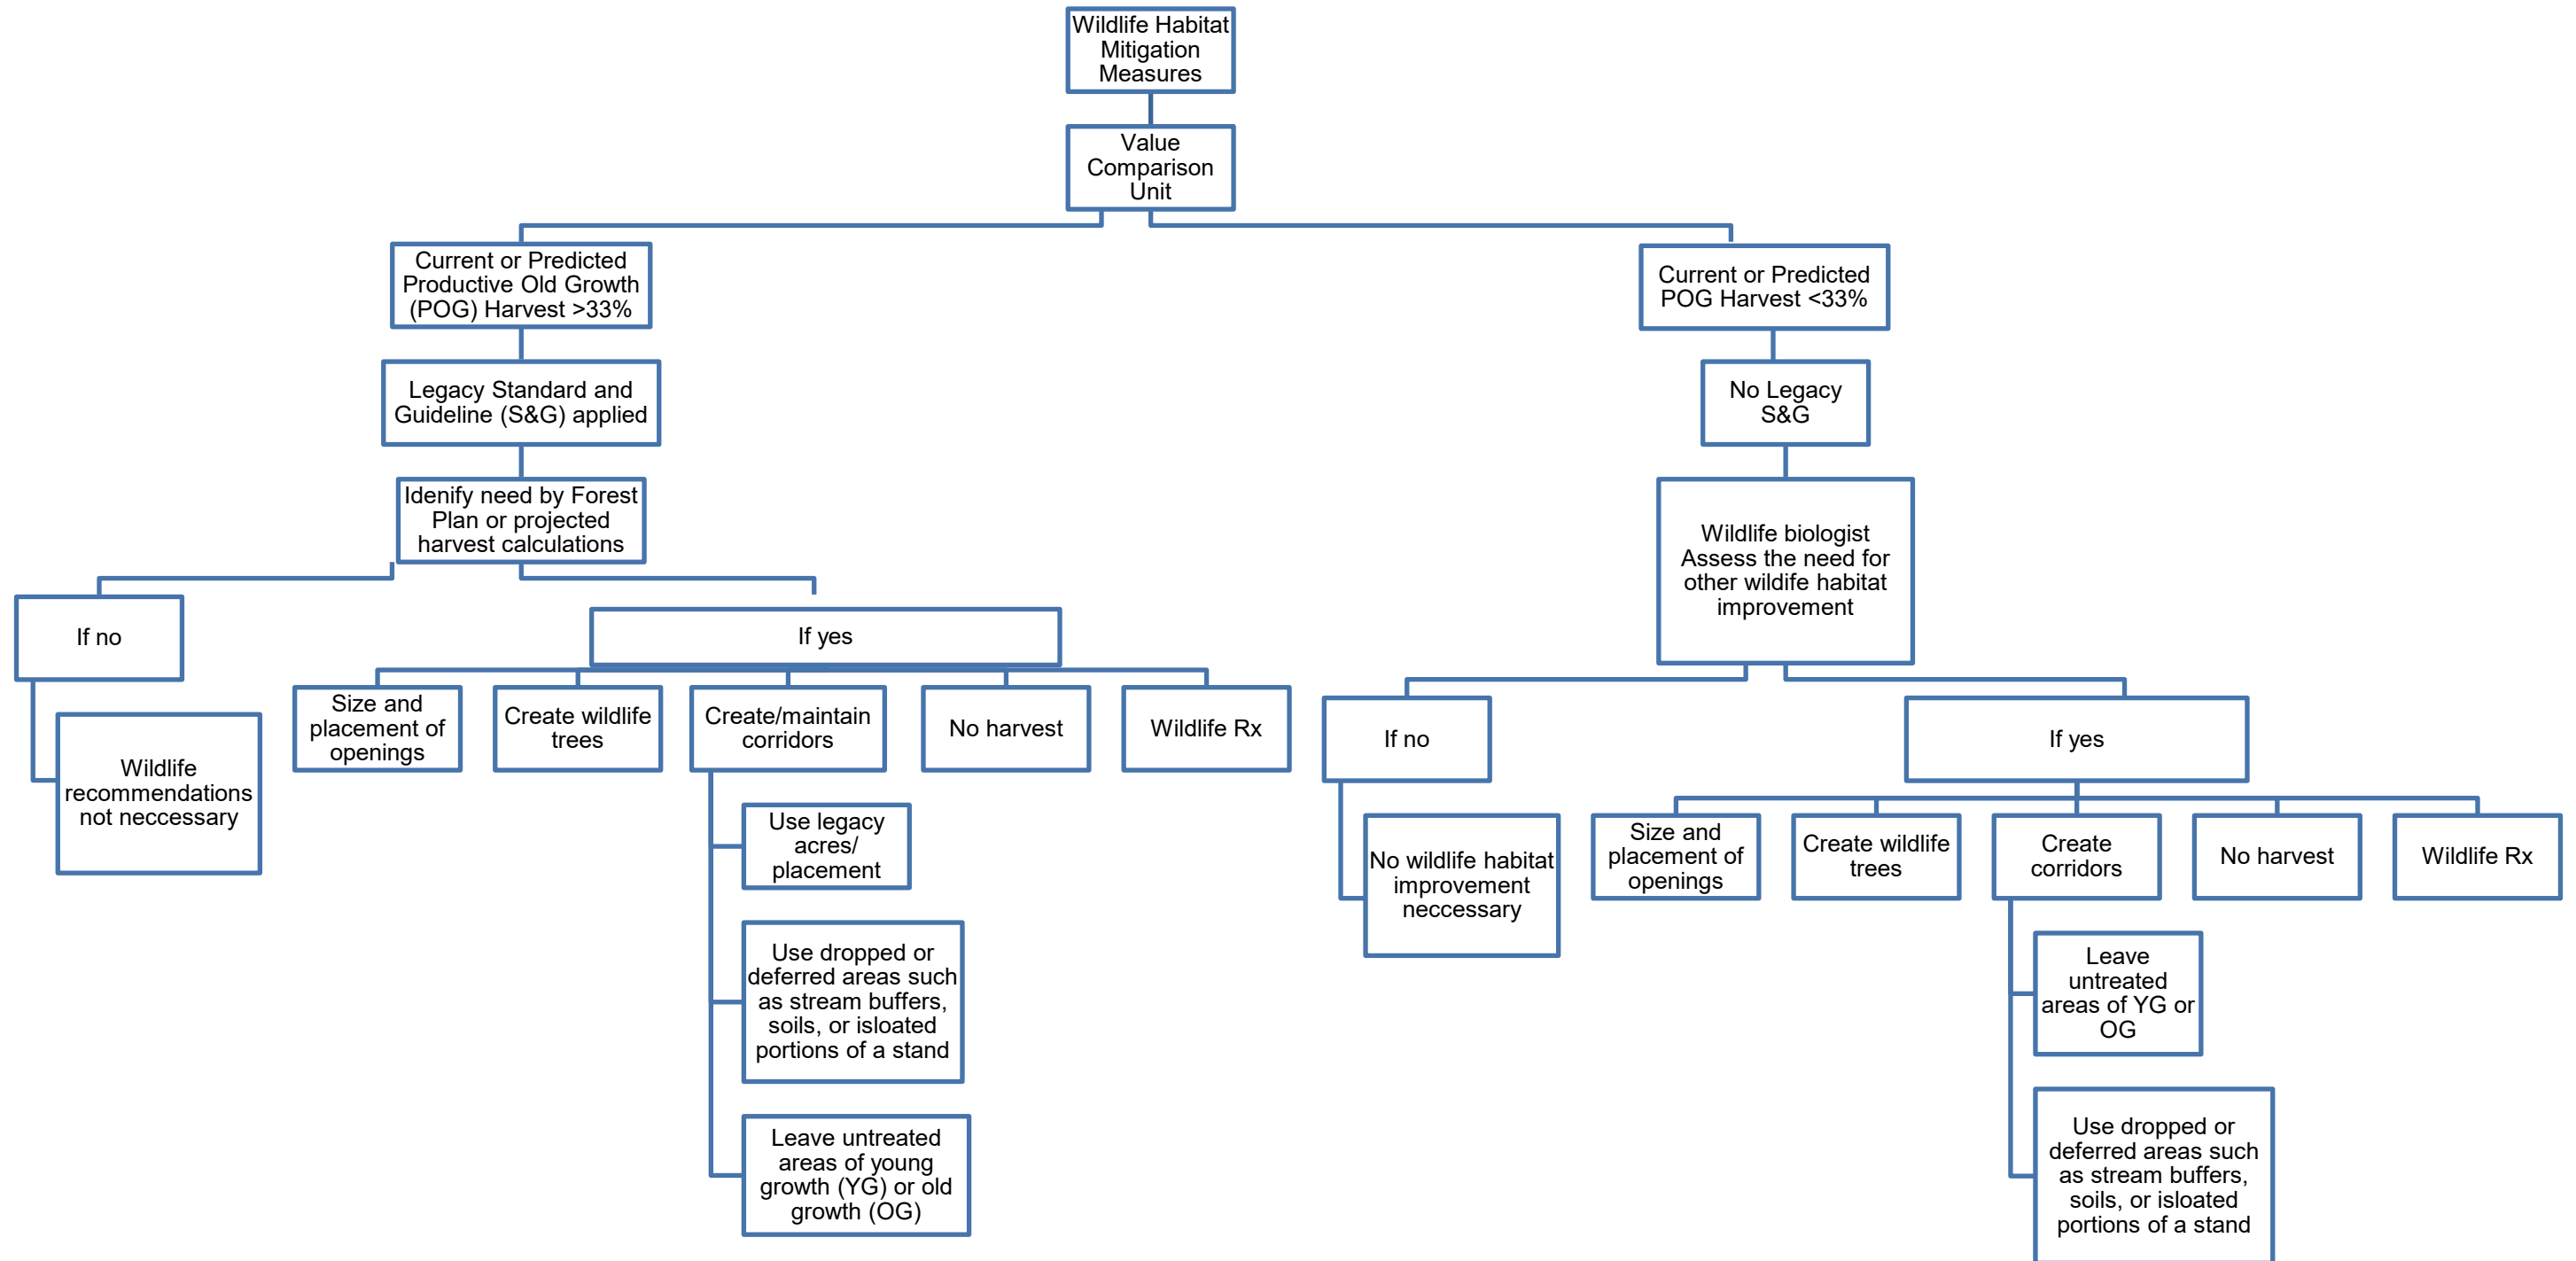 Wildlife Habitat
Mitigation
Measures
Value
Comparison
Unit
Current or Predicted
Productive Old Growth
(POG) Harvest >33%
Legacy Standard and
Guideline (S&G) applied
Idenify need by Forest
Plan or projected
harvest calculations
If no
Wildlife
recommendations
not neccessary
If yes
Size and
placement of
openings
Create wildlife
trees
Create/maintain
corridors
Use legacy
acres/
placement
Use dropped or
deferred areas such
as stream buffers,
soils, or isloated
portions of a stand
Leave untreated
areas of young
growth (YG) or old
growth (OG)
No harvest
Wildlife Rx
Current or Predicted
POG Harvest <33%
No Legacy
S&G
Wildlife biologist
Assess the need for
other wildife habitat
improvement
If no
No wildlife habitat
improvement
neccessary
If yes
Size and
placement of
openings
Create wildlife
trees
Create
corridors
Leave
untreated
areas of YG or
OG
Use dropped or
deferred areas such
as stream buffers,
soils, or isloated
portions of a stand
No harvest
Wildlife Rx